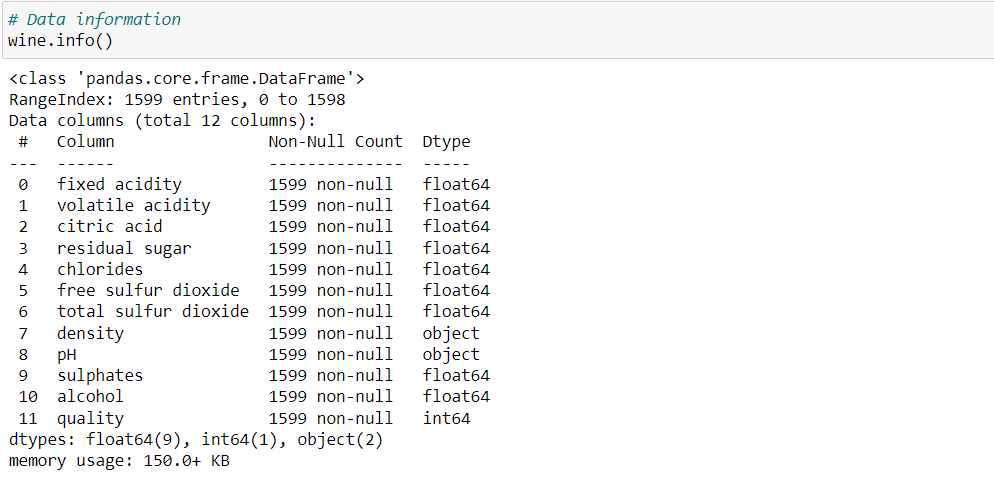 # Data information
wine.info()
<class 'pandas.core.frame.DataFrame'>
RangeIndex: 1599 entries, 0 to 1598
Data columns (total 12 columns):
 #   Column                Non-Null Count  Dtype
---  ------                --------------  -----
 0   fixed acidity         1599 non-null   float64
 1   volatile acidity      1599 non-null   float64
 2   citric acid           1599 non-null   float64
 3   residual sugar        1599 non-null   float64
 4   chlorides             1599 non-null   float64
 5   free sulfur dioxide   1599 non-null   float64
 6   total sulfur dioxide  1599 non-null   float64
 7   density               1599 non-null   object
 8   pH                    1599 non-null   object
 9   sulphates             1599 non-null   float64
 10  alcohol               1599 non-null   float64
 11  quality               1599 non-null   int64
dtypes: float64(9), int64(1), object(2)
memory usage: 150.0+ KB